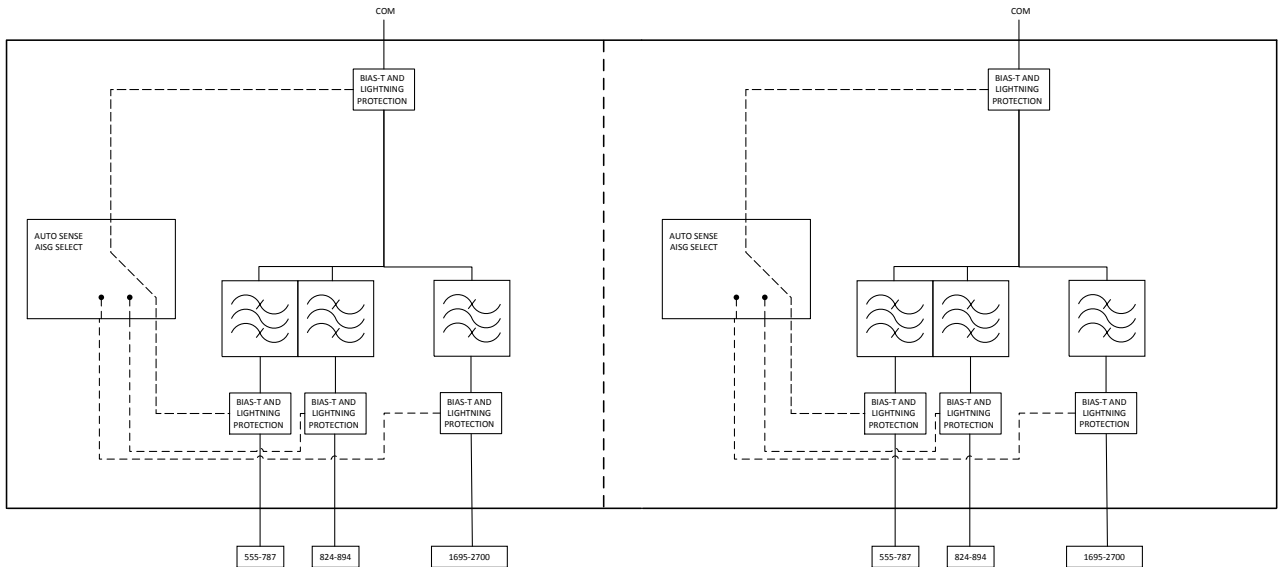 COM
COM
BIAS-T AND
LIGHTNING
PROTECTION
BIAS-T AND
LIGHTNING
PROTECTION
AUTO SENSE
AISG SELECT
AUTO SENSE
AISG SELECT
BIAS-T AND
LIGHTNING
PROTECTION
BIAS-T AND
LIGHTNING
PROTECTION
BIAS-T AND
LIGHTNING
PROTECTION
BIAS-T AND
LIGHTNING
PROTECTION
BIAS-T AND
LIGHTNING
PROTECTION
BIAS-T AND
LIGHTNING
PROTECTION
555-787
824-894
1695-2700
555-787
824-894
1695-2700